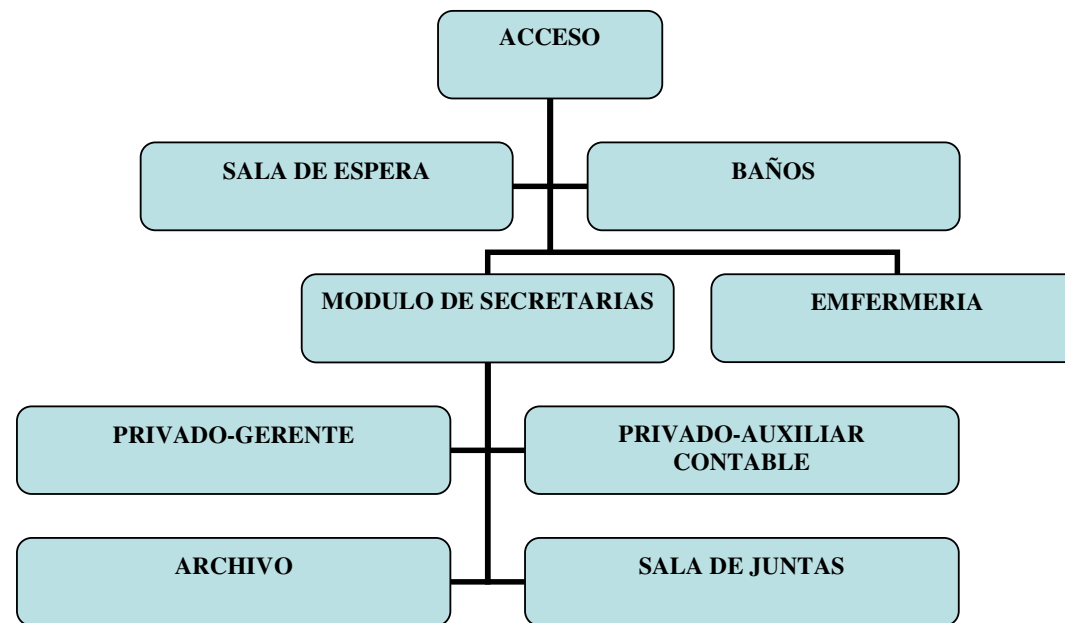 ACCESO
SALA DE ESPERA
BAÑOS
MODULO DE SECRETARIAS
EMFERMERIA
PRIVADO-GERENTE
PRIVADO-AUXILIAR
CONTABLE
ARCHIVO
SALA DE JUNTAS